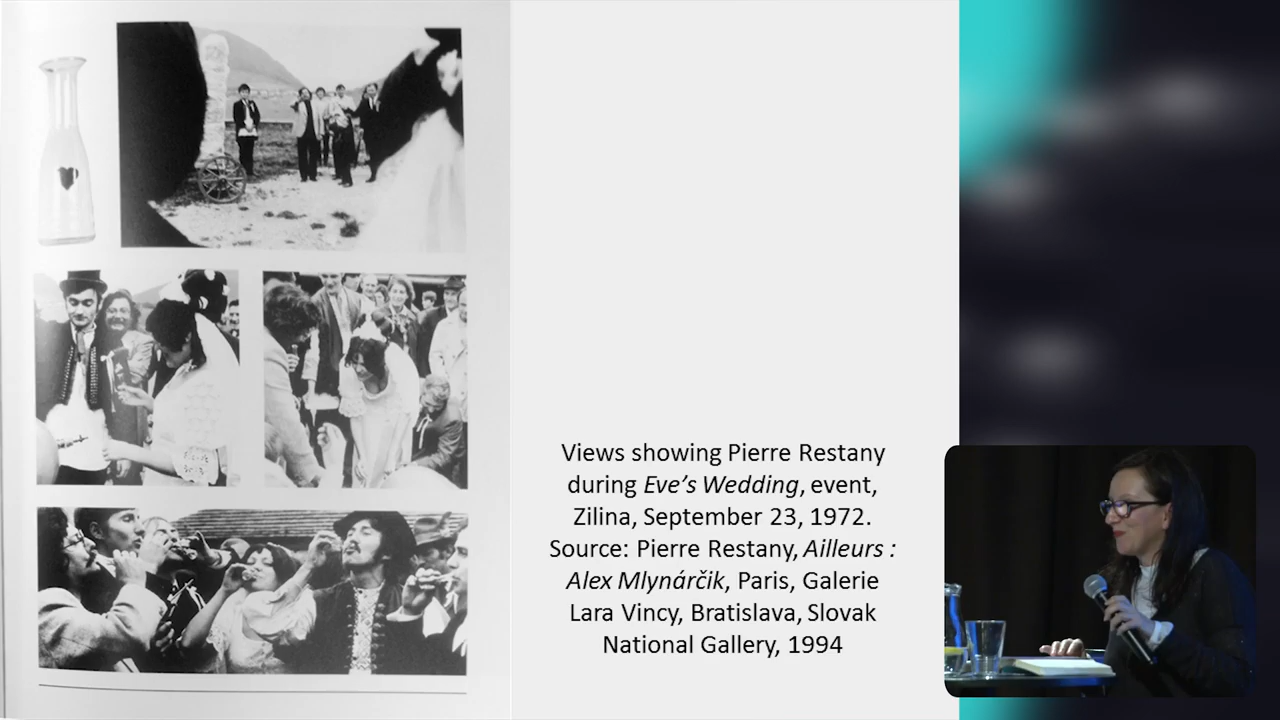 Views showing Pierre Restany
during Eve’s Wedding, event,
Zilina, September 23, 1972.
Source: Pierre Restany, Ailleurs :
Alex Mlynárčik, Paris, Galerie
Lara Vincy, Bratislava, Slovak
National Gallery, 1994